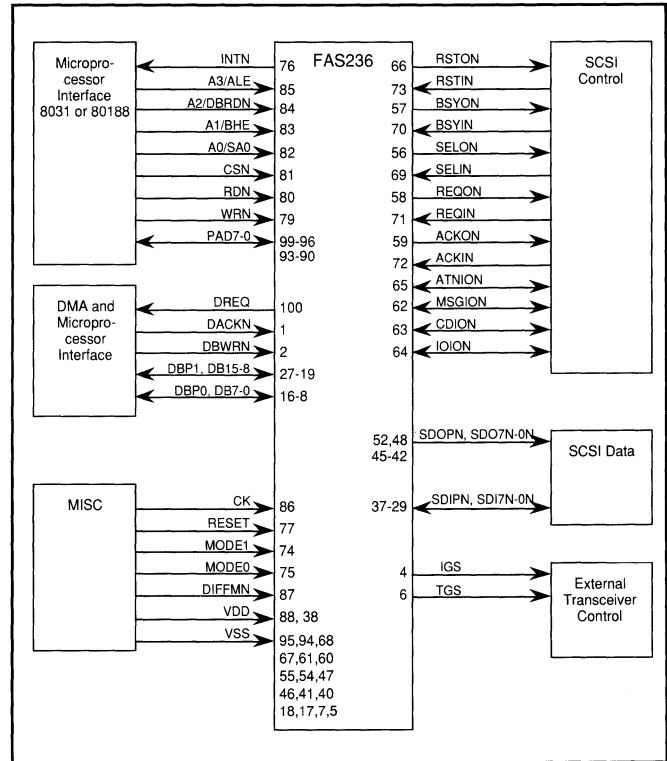 Micropro-
cessor
Interface
8031 or 80188
INTN 76
A3/ALE 85
A2/DBRDN 84
A1/BHE 83
A0/SA0 82
CSN 81
RDN 80
WRN 79
PAD7-0 99-96
93-90
DMA and
Micropro-
cessor
Interface
DREQ 100
DACKN 1
DBWRN 2
DBP1, DB15-8 27-19
DBP0, DB7-0 16-8
MISC
CK 86
RESET 77
MODE1 74
MODE0 75
DIFFMN 87
VDD 88, 38
VSS 95,94,68
67,61,60
55,54,47
46,41,40
18,17,7,5
FAS236
66 RSTON
73 RSTIN
57 BSYON
70 BSYIN
56 SELON
69 SELIN
58 REQON
71 REQIN
59 ACKON
72 ACKIN
65 ATNION
62 MSGION
63 CDION
64 IOION
SCSI
Control
52,48 SDOPN, SDO7N-0N
45-42
37-29 SDIPN, SDI7N-0N
SCSI Data
4 IGS
6 TGS
External
Transceiver
Control